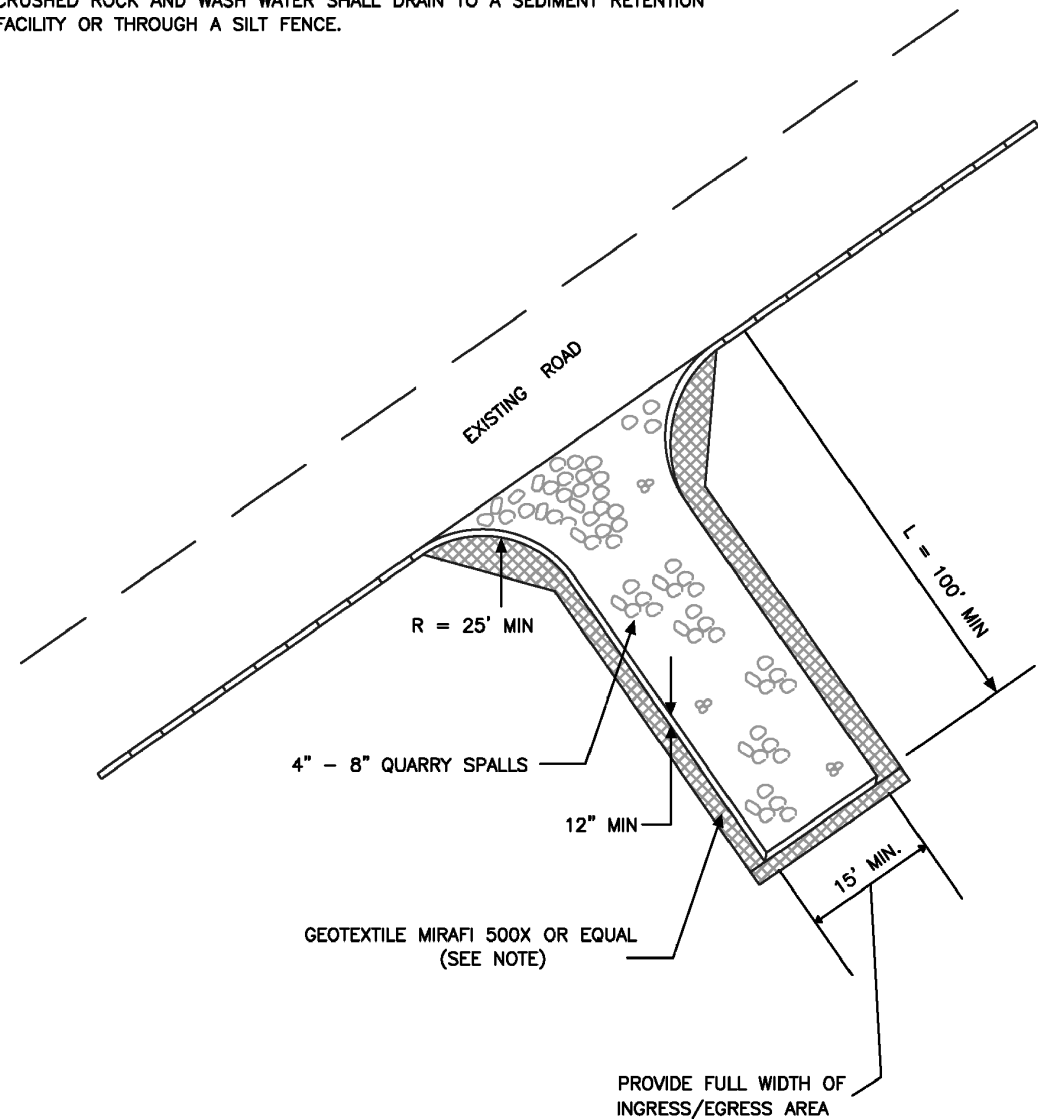 CRUSHED ROCK AND WASH WATER SHALL DRAIN TO A SEDIMENT RETENTION
FACILITY OR THROUGH A SILT FENCE.
EXISTING ROAD
L = 100' MIN
R = 25' MIN
4" - 8" QUARRY SPALLS
12" MIN
15' MIN.
GEOTEXTILE MIRAFI 500X OR EQUAL
(SEE NOTE)
PROVIDE FULL WIDTH OF
INGRESS/EGRESS AREA